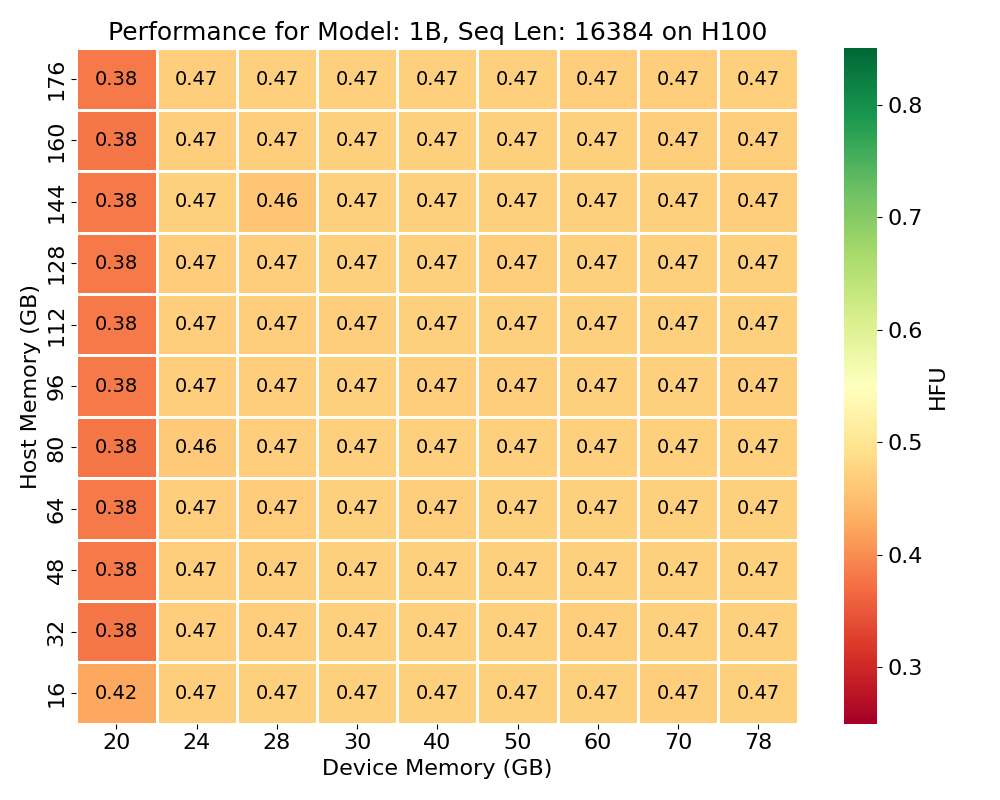 Performance for Model: 1B, Seq Len: 16384 on H100
176 0.38 0.47 0.47 0.47 0.47 0.47 0.47 0.47 0.47
160 0.38 0.47 0.47 0.47 0.47 0.47 0.47 0.47 0.47
144 0.38 0.47 0.46 0.47 0.47 0.47 0.47 0.47 0.47
128 0.38 0.47 0.47 0.47 0.47 0.47 0.47 0.47 0.47
112 0.38 0.47 0.47 0.47 0.47 0.47 0.47 0.47 0.47
96 0.38 0.47 0.47 0.47 0.47 0.47 0.47 0.47 0.47
80 0.38 0.46 0.47 0.47 0.47 0.47 0.47 0.47 0.47
64 0.38 0.47 0.47 0.47 0.47 0.47 0.47 0.47 0.47
48 0.38 0.47 0.47 0.47 0.47 0.47 0.47 0.47 0.47
32 0.38 0.47 0.47 0.47 0.47 0.47 0.47 0.47 0.47
16 0.42 0.47 0.47 0.47 0.47 0.47 0.47 0.47 0.47
20 24 28 30 40 50 60 70 78
Device Memory (GB)
Host Memory (GB)
0.8
0.7
0.6
0.5
0.4
0.3
HFU